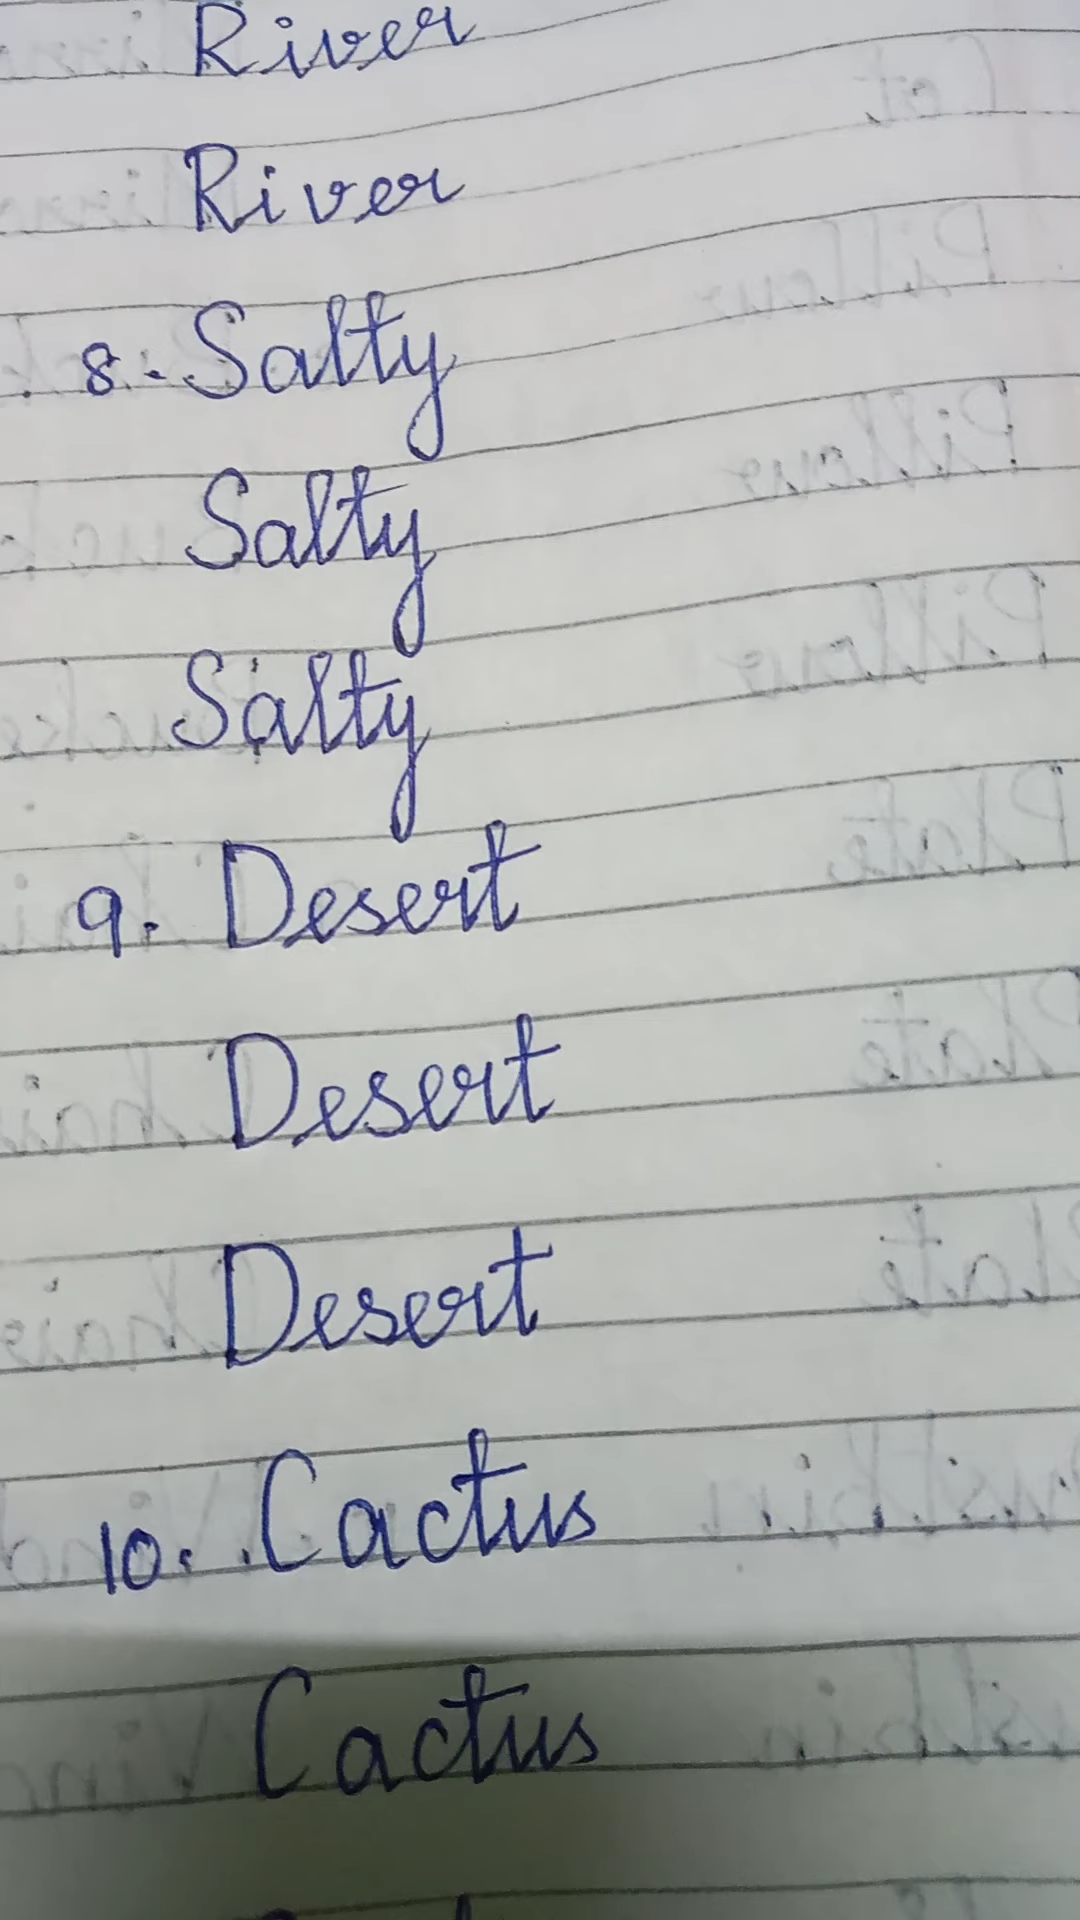 River
River
8. Salty
Salty
Salty
9. Desert
Desert
Desert
10. Cactus
Cactus